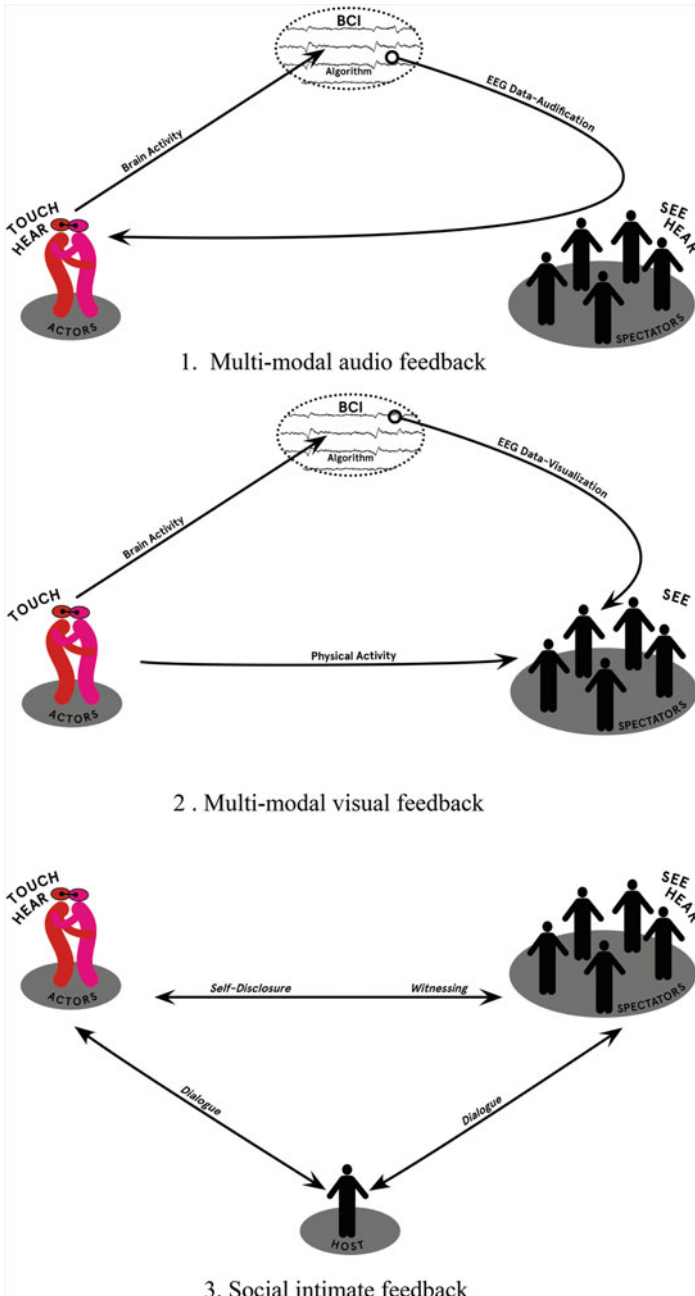 BCI
Algorithm
EEG Data-Audification
Brain Activity
TOUCH
HEAR
SEE
HEAR
ACTORS
SPECTATORS
1. Multi-modal audio feedback
BCI
Algorithm
EEG Data-Visualization
Brain Activity
TOUCH
SEE
Physical Activity
ACTORS
SPECTATORS
2 . Multi-modal visual feedback
TOUCH
HEAR
SEE
HEAR
ACTORS
SPECTATORS
Self-Disclosure
Witnessing
Dialogue
Dialogue
HOST
3. Social intimate feedback